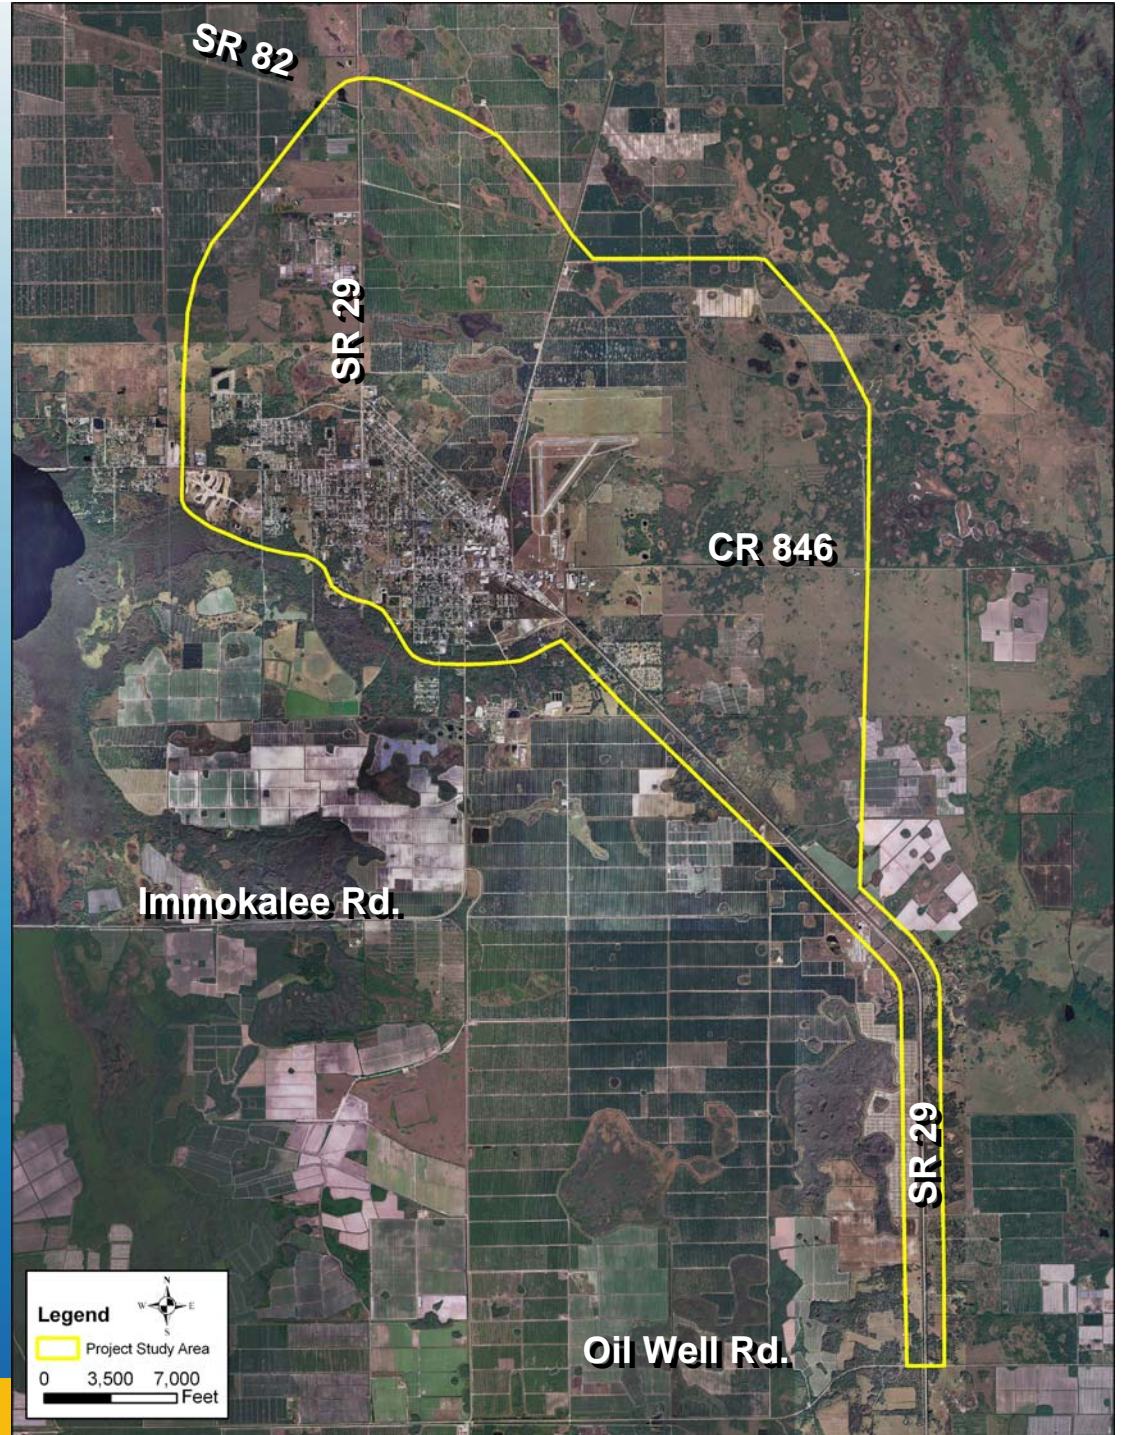 SR 82
SR 29
CR 846
Immokalee Rd.
SR 29
Oil Well Rd.
N
W E
S
Legend
Project Study Area
0 3,500 7,000
Feet